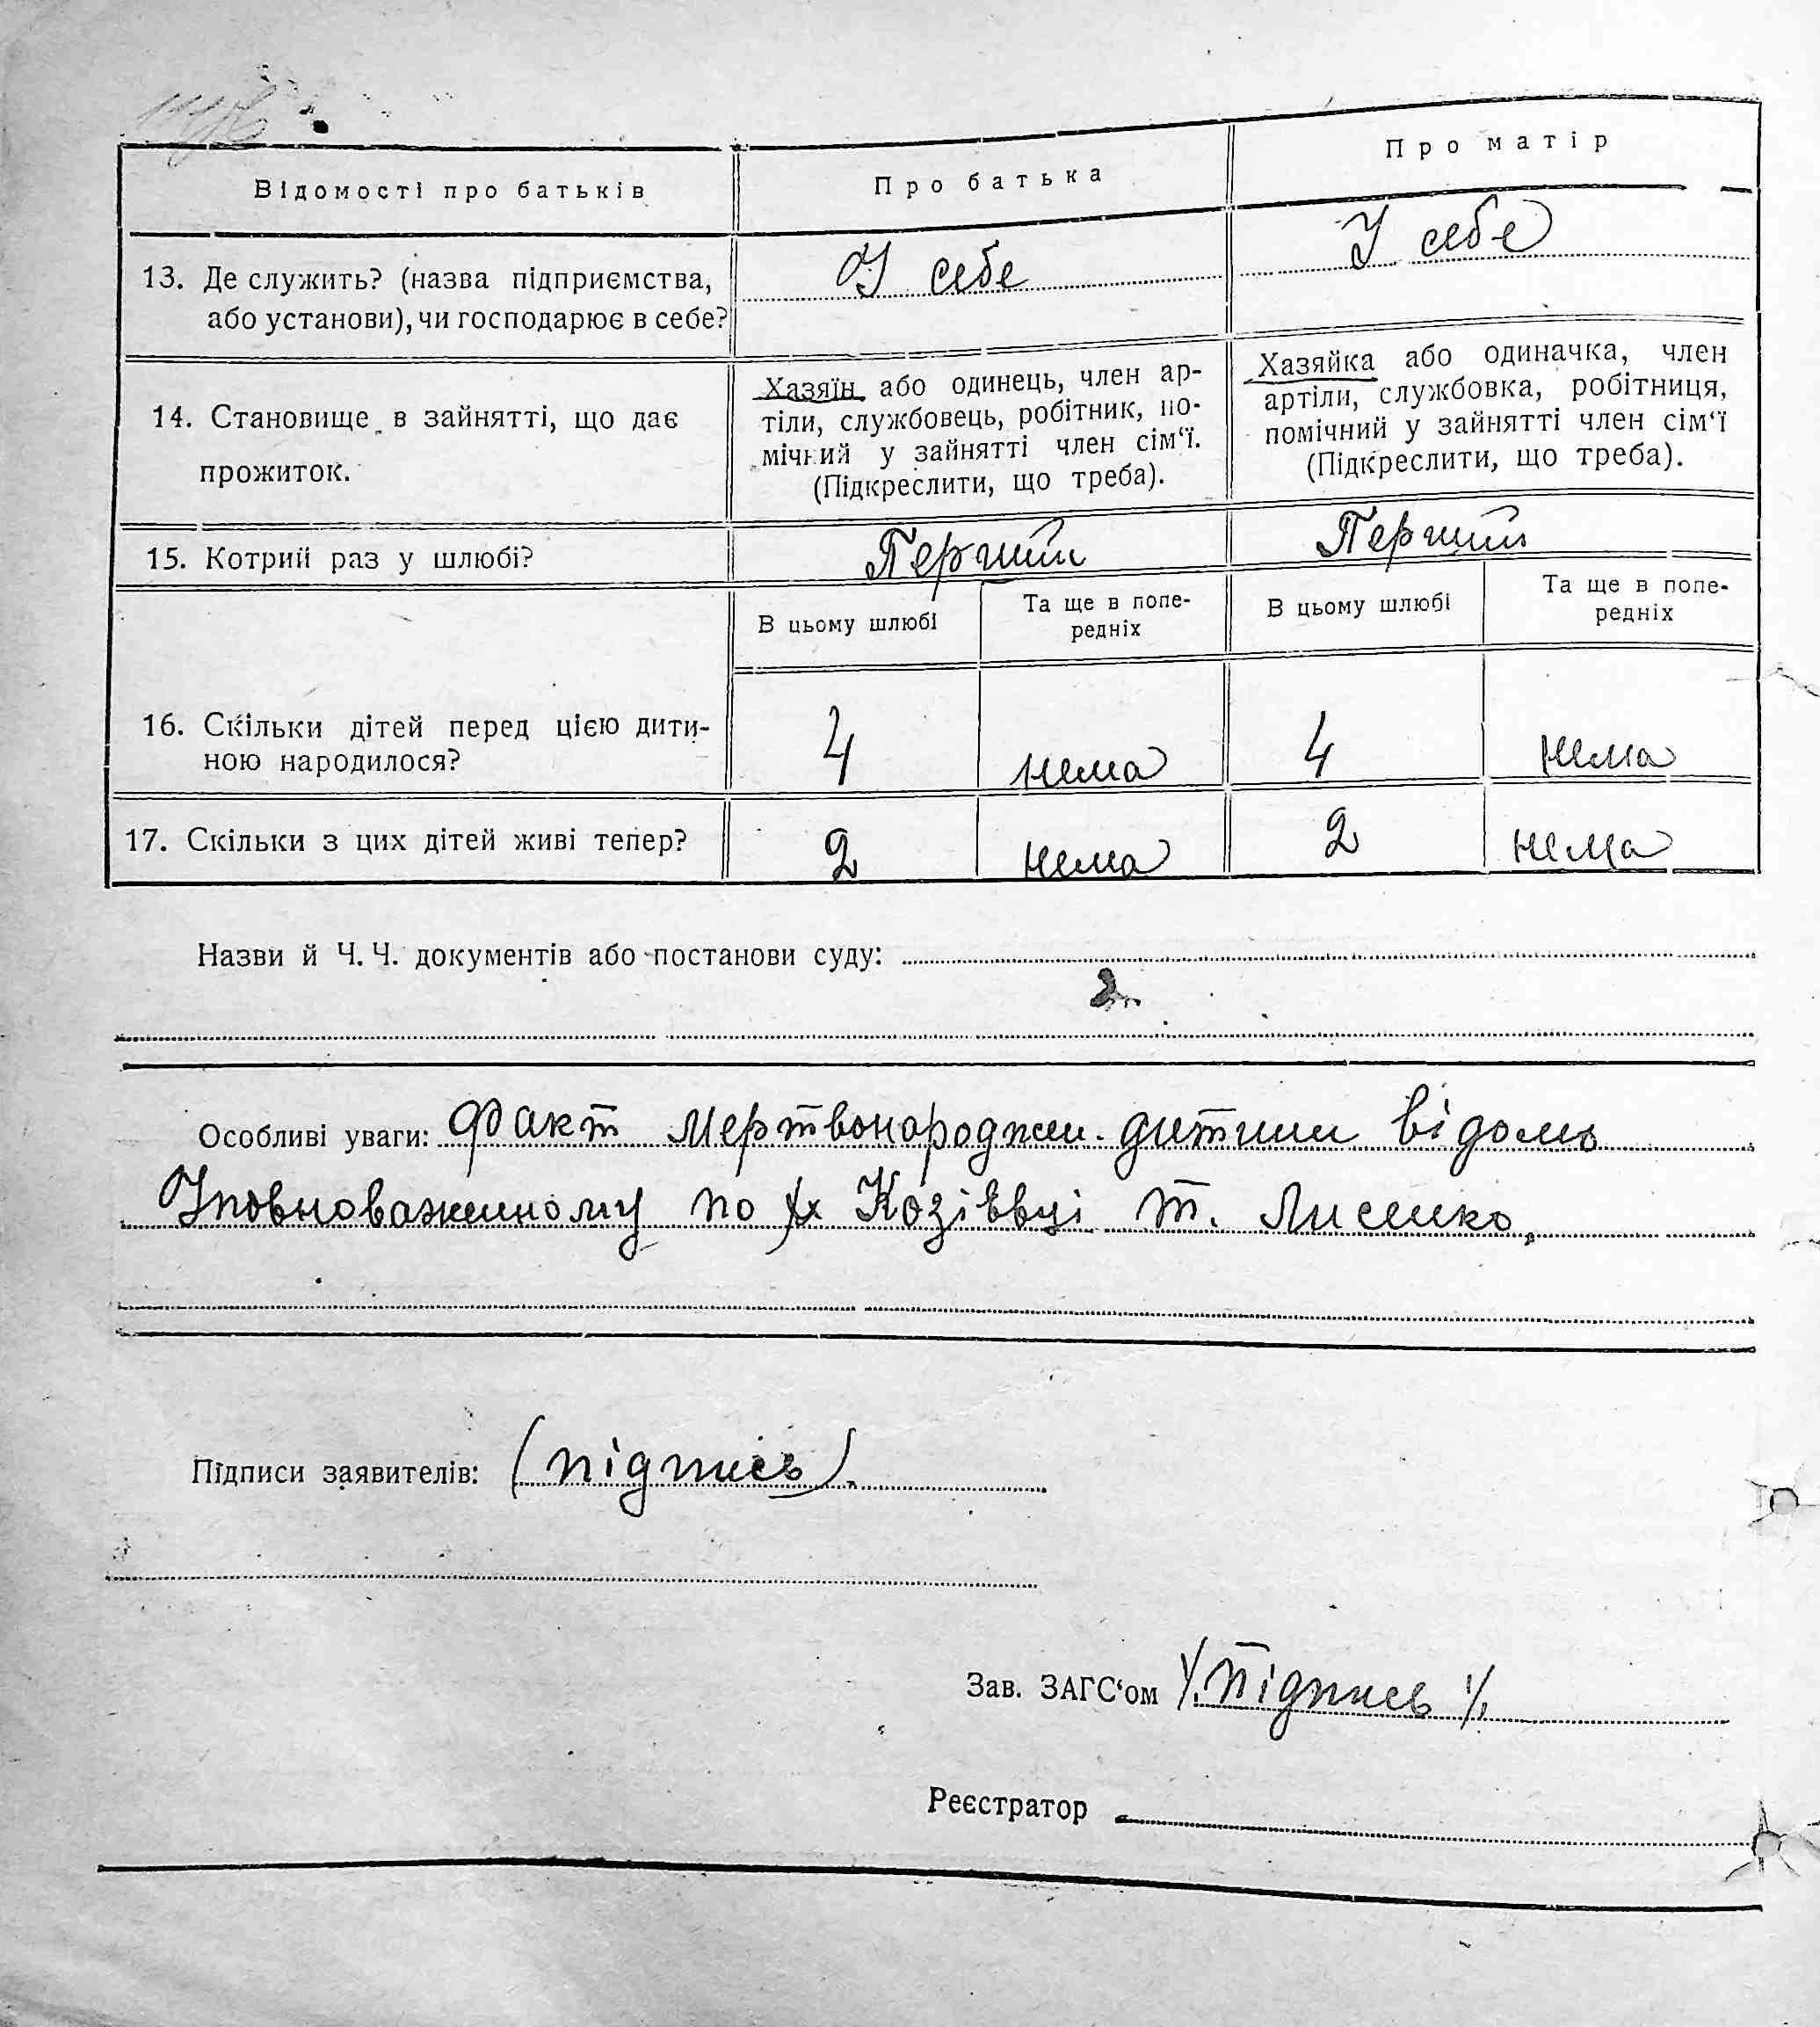 Відомості про батьків
Про батька
Про матір
13. Де служить? (назва підприємства,
або установи), чи господарює в себе?
У себе
У себе
14. Становище в зайнятті, що дає
прожиток.
Хазяїн або одинець, член ар-
тіли, службовець, робітник, по-
мічний у зайнятті член сім'ї.
(Підкреслити, що треба).
Хазяйка або одиначка, член
артіли, службовка, робітниця,
помічний у зайнятті член сім'ї
(Підкреслити, що треба).
15. Котрий раз у шлюбі?
Перший
Перший
В цьому шлюбі
Та ще в попе-
редніх
В цьому шлюбі
Та ще в попе-
редніх
16. Скільки дітей перед цією дити-
ною народилося?
4
нема
4
нема
17. Скільки з цих дітей живі тепер?
2
нема
2
нема
Назви й Ч. Ч. документів або постанови суду:
Особливі уваги: Факт мертвонароджен. дитини відомо
Уповноваженному по х Козіївці т. Лисенко,
Підписи заявителів: (підпись).
Зав. ЗАГС'ом /підпись/
Реєстратор